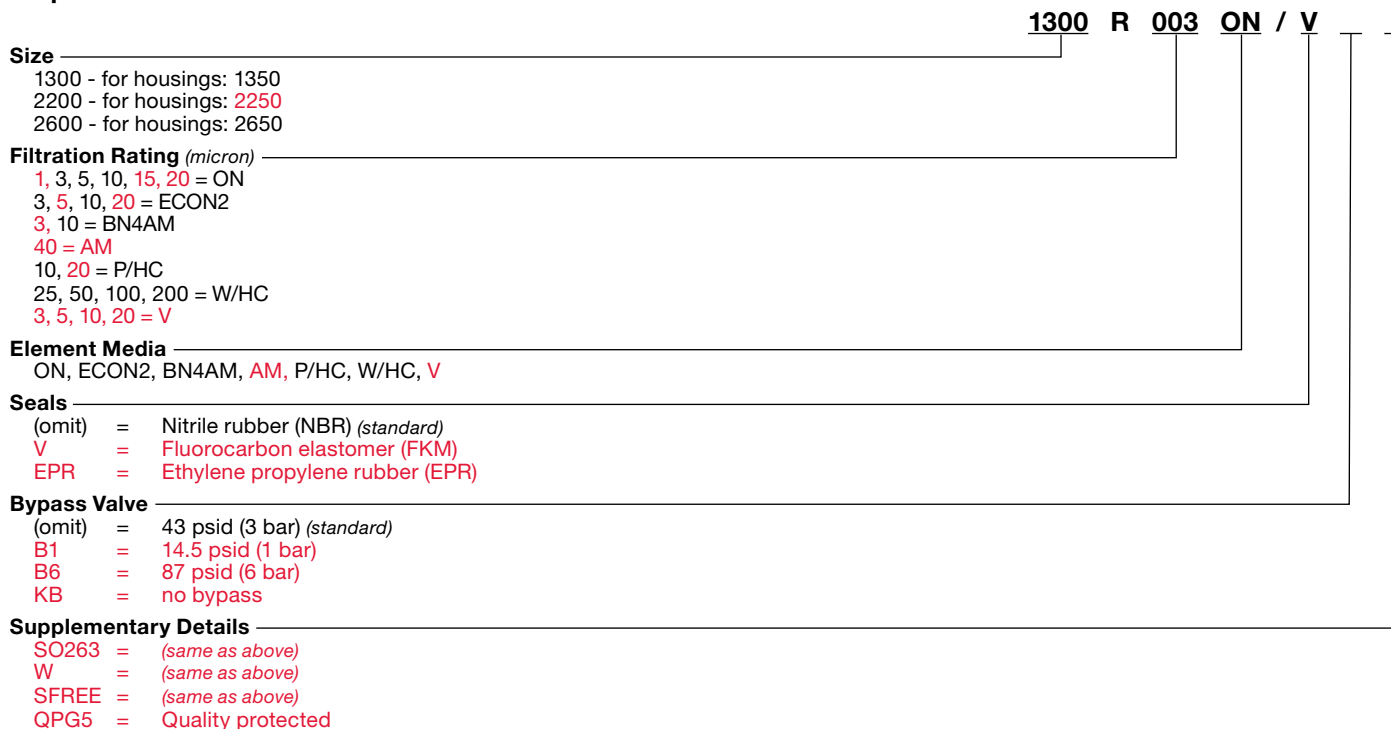 1300 R 003 ON / V
Size
1300 - for housings: 1350
2200 - for housings: 2250
2600 - for housings: 2650
Filtration Rating (micron)
1, 3, 5, 10, 15, 20 = ON
3, 5, 10, 20 = ECON2
3, 10 = BN4AM
40 = AM
10, 20 = P/HC
25, 50, 100, 200 = W/HC
3, 5, 10, 20 = V
Element Media
ON, ECON2, BN4AM, AM, P/HC, W/HC, V
Seals
(omit) = Nitrile rubber (NBR) (standard)
V = Fluorocarbon elastomer (FKM)
EPR = Ethylene propylene rubber (EPR)
Bypass Valve
(omit) = 43 psid (3 bar) (standard)
B1 = 14.5 psid (1 bar)
B6 = 87 psid (6 bar)
KB = no bypass
Supplementary Details
SO263 = (same as above)
W = (same as above)
SFREE = (same as above)
QPG5 = Quality protected